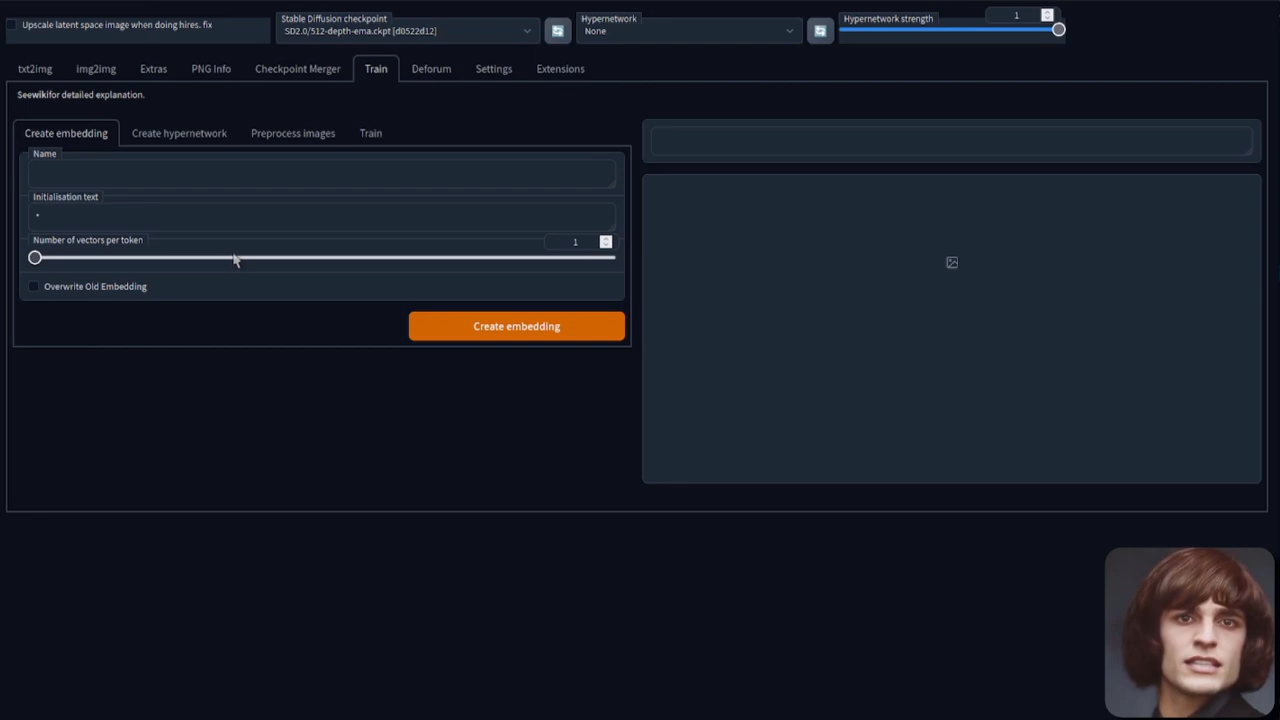 Upscale latent space image when doing hires. fix
Stable Diffusion checkpoint
SD2.0/512-depth-ema.ckpt [d0522d12]
Hypernetwork
None
Hypernetwork strength
1
txt2img img2img Extras PNG Info Checkpoint Merger Train Deforum Settings Extensions
Seewikifor detailed explanation.
Create embedding Create hypernetwork Preprocess images Train
Name
Initialisation text
*
Number of vectors per token
1
Overwrite Old Embedding
Create embedding